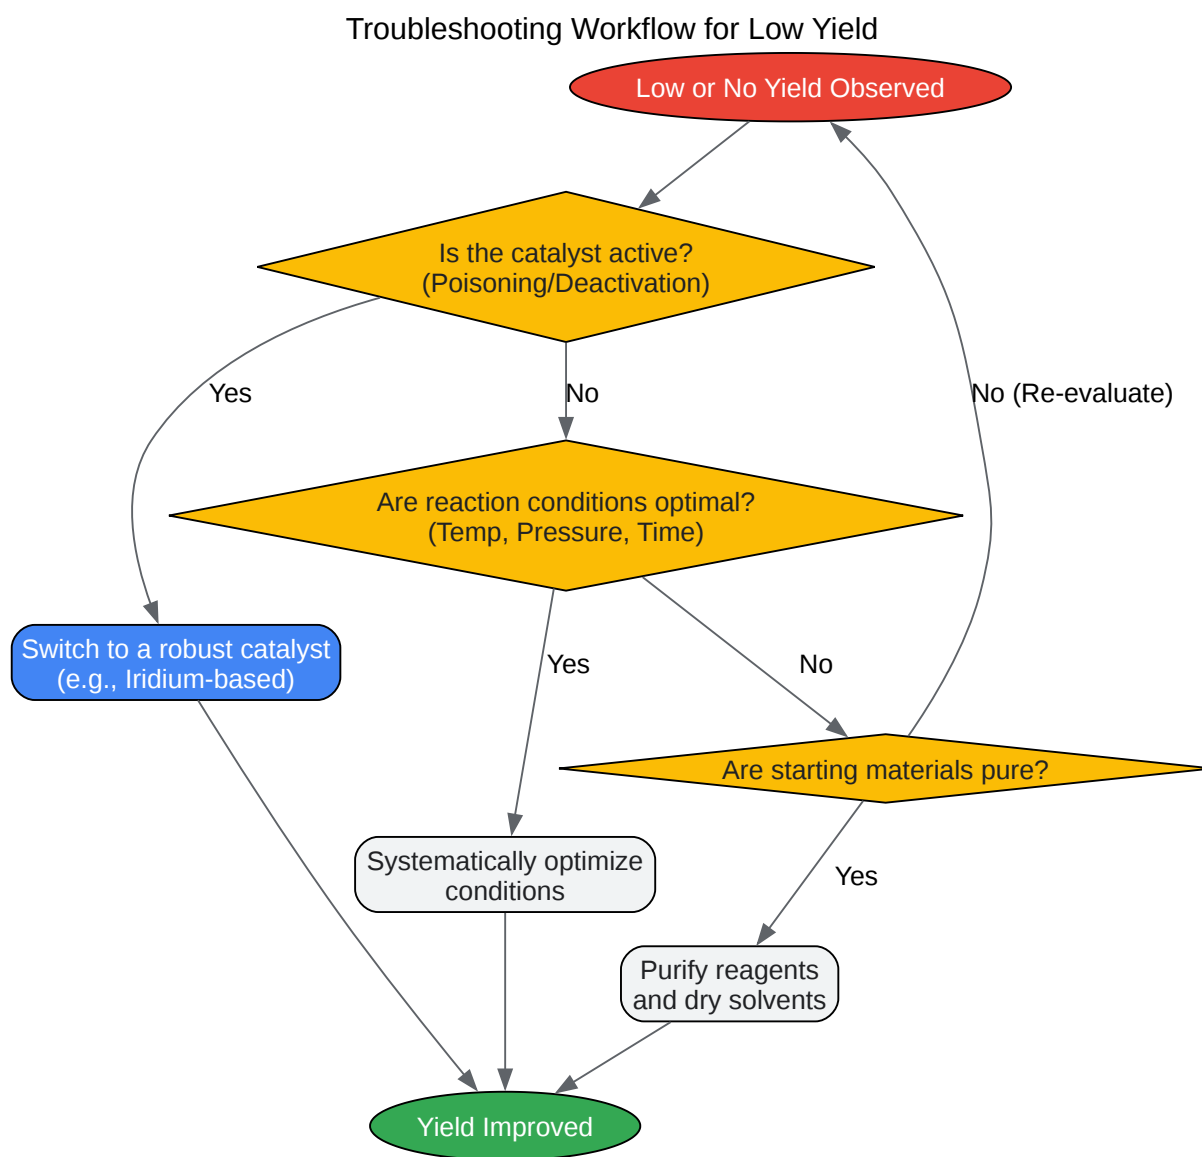 Troubleshooting Workflow for Low Yield
Low or No Yield Observed
Is the catalyst active?
(Poisoning/Deactivation)
Yes
No
No (Re-evaluate)
Are reaction conditions optimal?
(Temp, Pressure, Time)
Switch to a robust catalyst
(e.g., Iridium-based)
Yes
No
Are starting materials pure?
Systematically optimize
conditions
Yes
Purify reagents
and dry solvents
Yield Improved